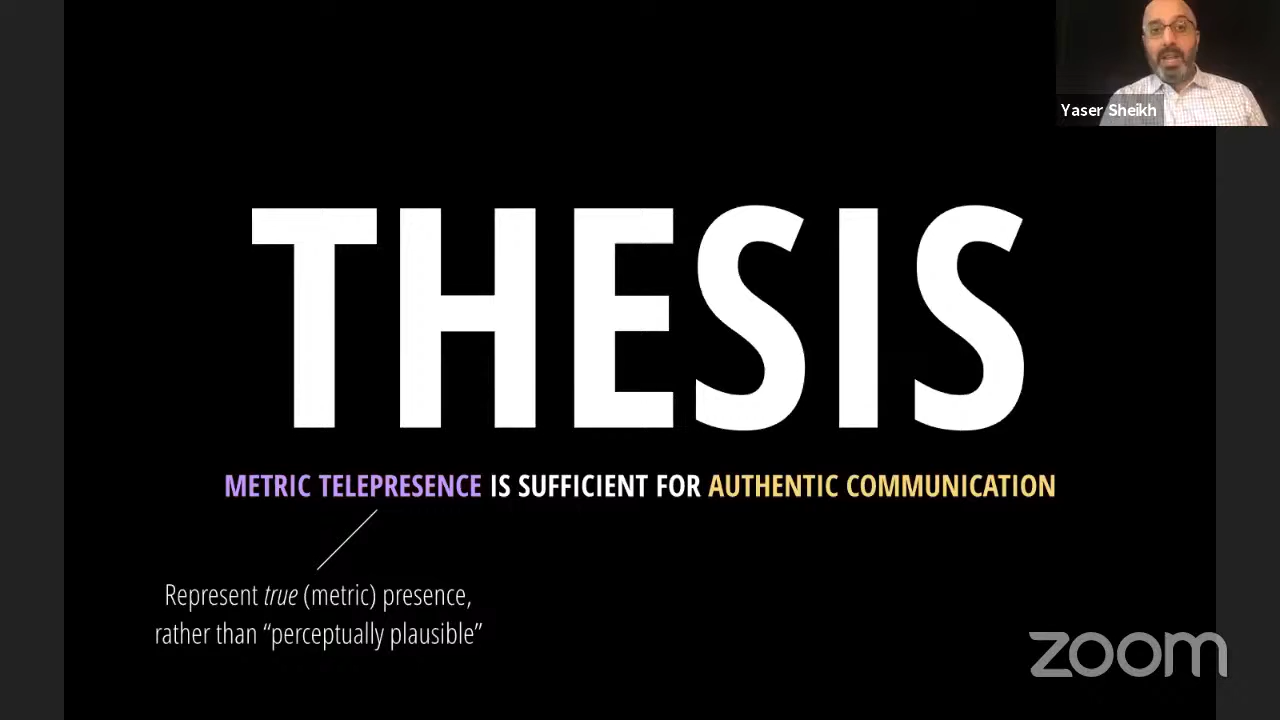 Yaser Sheikh
THESIS
METRIC TELEPRESENCE IS SUFFICIENT FOR AUTHENTIC COMMUNICATION
Represent true (metric) presence,
rather than “perceptually plausible”
zoom